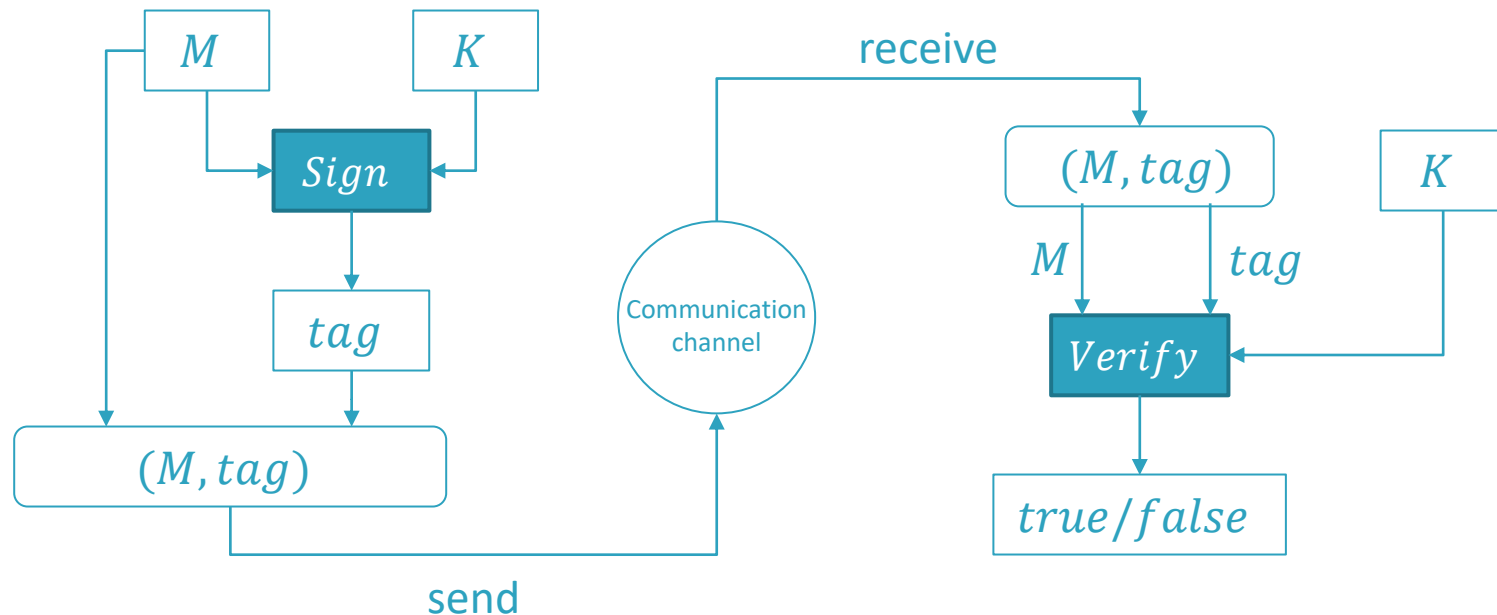 M
K
Sign
tag
(M, tag)
send
Communication
channel
receive
(M, tag)
K
M
tag
Verify
true/false